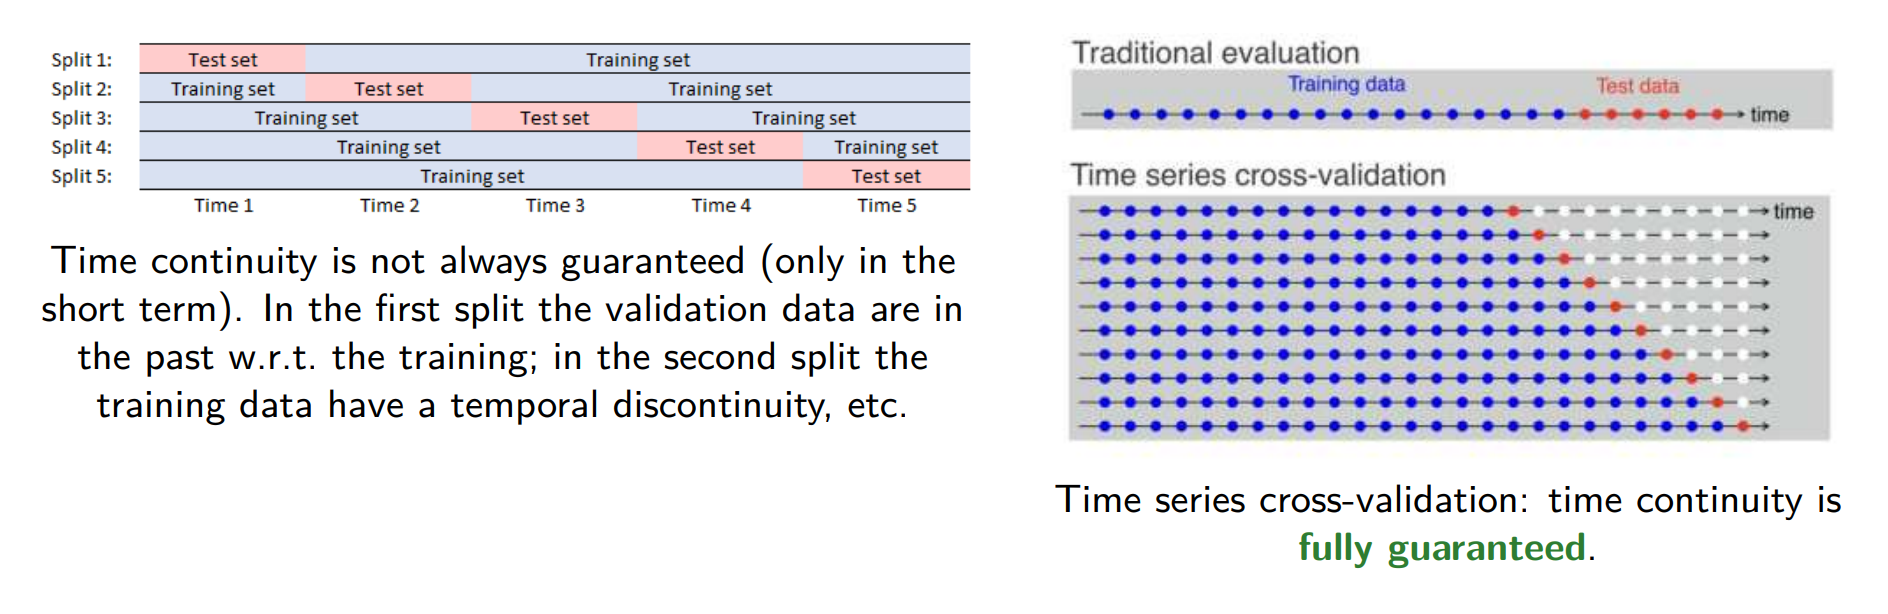 Split 1: Test set Training set
Split 2: Training set Test set Training set
Split 3: Training set Test set Training set
Split 4: Training set Test set Training set
Split 5: Training set Test set
Time 1 Time 2 Time 3 Time 4 Time 5
Time continuity is not always guaranteed (only in the
short term). In the first split the validation data are in
the past w.r.t. the training; in the second split the
training data have a temporal discontinuity, etc.
Traditional evaluation
Training data Test data
time
Time series cross-validation
time
Time series cross-validation: time continuity is
fully guaranteed.